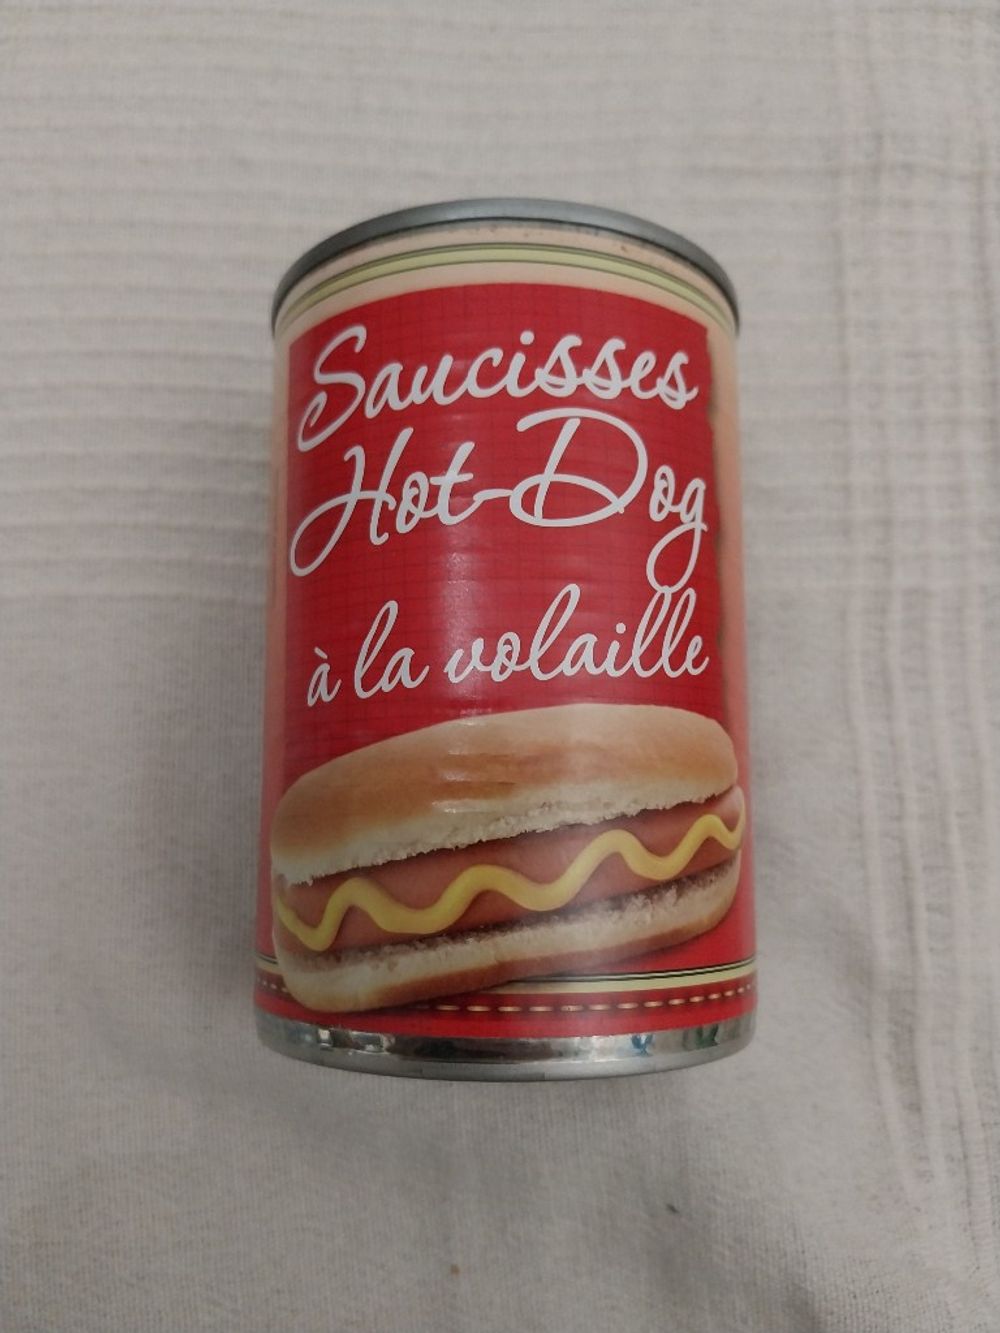 Saucisses
Hot-Dog
à la volaille